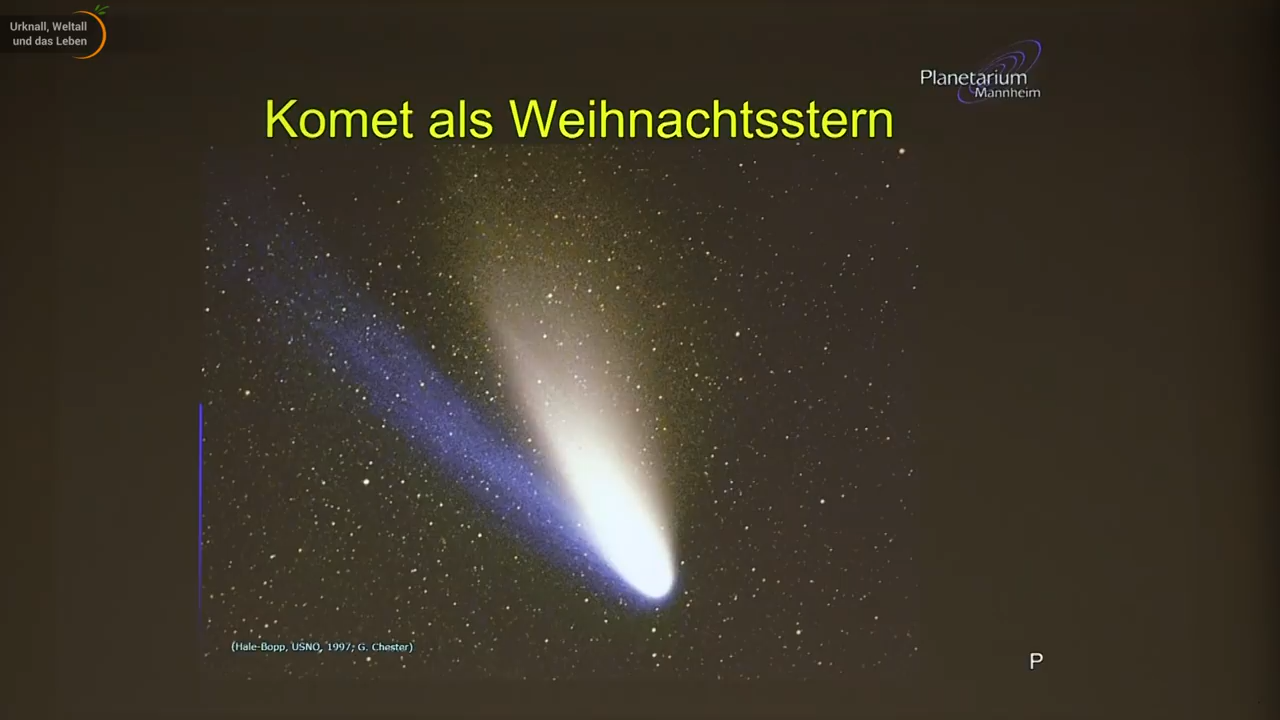 Urknall, Weltall
und das Leben
Planetarium
Mannheim
Komet als Weihnachtsstern
(Hale-Bopp, USNO, 1997; G. Chester)
P